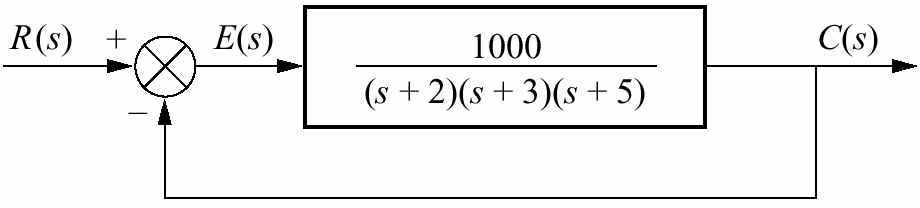 R(s) + E(s) 1000 C(s)
(s + 2)(s + 3)(s + 5)
−